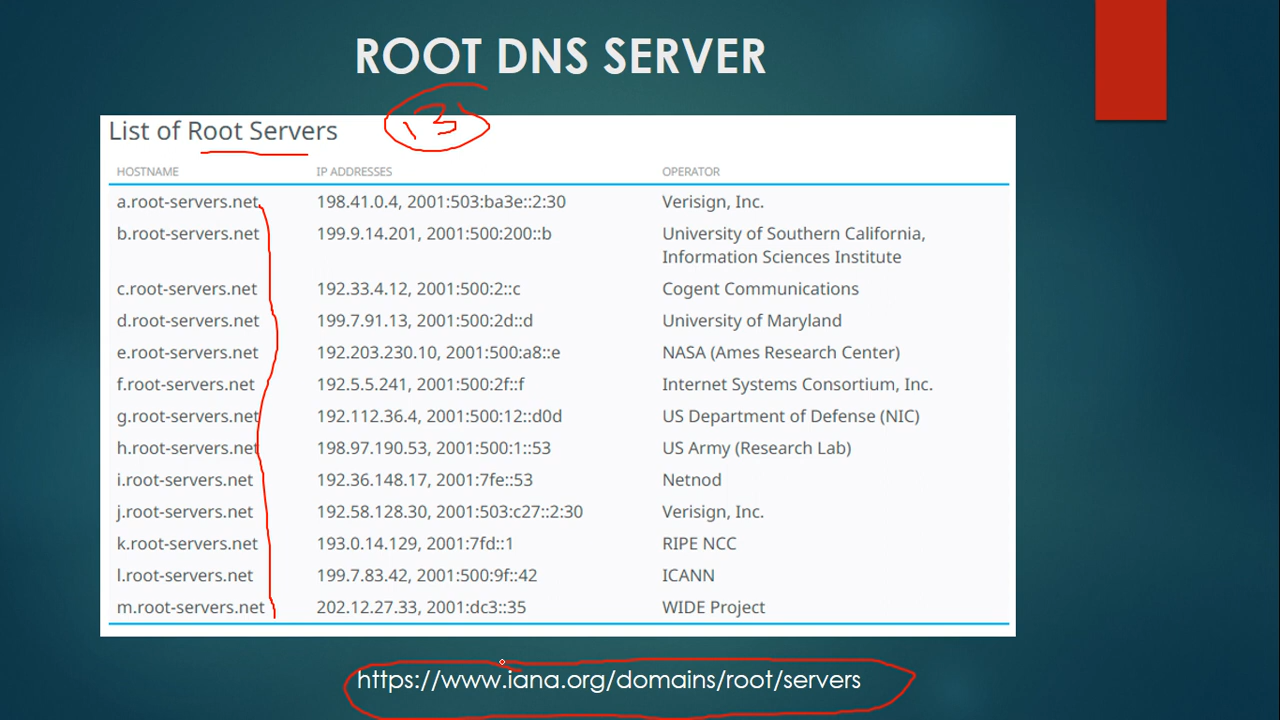 ROOT DNS SERVER
List of Root Servers
13
HOSTNAME IP ADDRESSES OPERATOR
a.root-servers.net 198.41.0.4, 2001:503:ba3e::2:30 Verisign, Inc.
b.root-servers.net 199.9.14.201, 2001:500:200::b University of Southern California,
Information Sciences Institute
c.root-servers.net 192.33.4.12, 2001:500:2::c Cogent Communications
d.root-servers.net 199.7.91.13, 2001:500:2d::d University of Maryland
e.root-servers.net 192.203.230.10, 2001:500:a8::e NASA (Ames Research Center)
f.root-servers.net 192.5.5.241, 2001:500:2f::f Internet Systems Consortium, Inc.
g.root-servers.net 192.112.36.4, 2001:500:12::d0d US Department of Defense (NIC)
h.root-servers.net 198.97.190.53, 2001:500:1::53 US Army (Research Lab)
i.root-servers.net 192.36.148.17, 2001:7fe::53 Netnod
j.root-servers.net 192.58.128.30, 2001:503:c27::2:30 Verisign, Inc.
k.root-servers.net 193.0.14.129, 2001:7fd::1 RIPE NCC
l.root-servers.net 199.7.83.42, 2001:500:9f::42 ICANN
m.root-servers.net 202.12.27.33, 2001:dc3::35 WIDE Project
https://www.iana.org/domains/root/servers